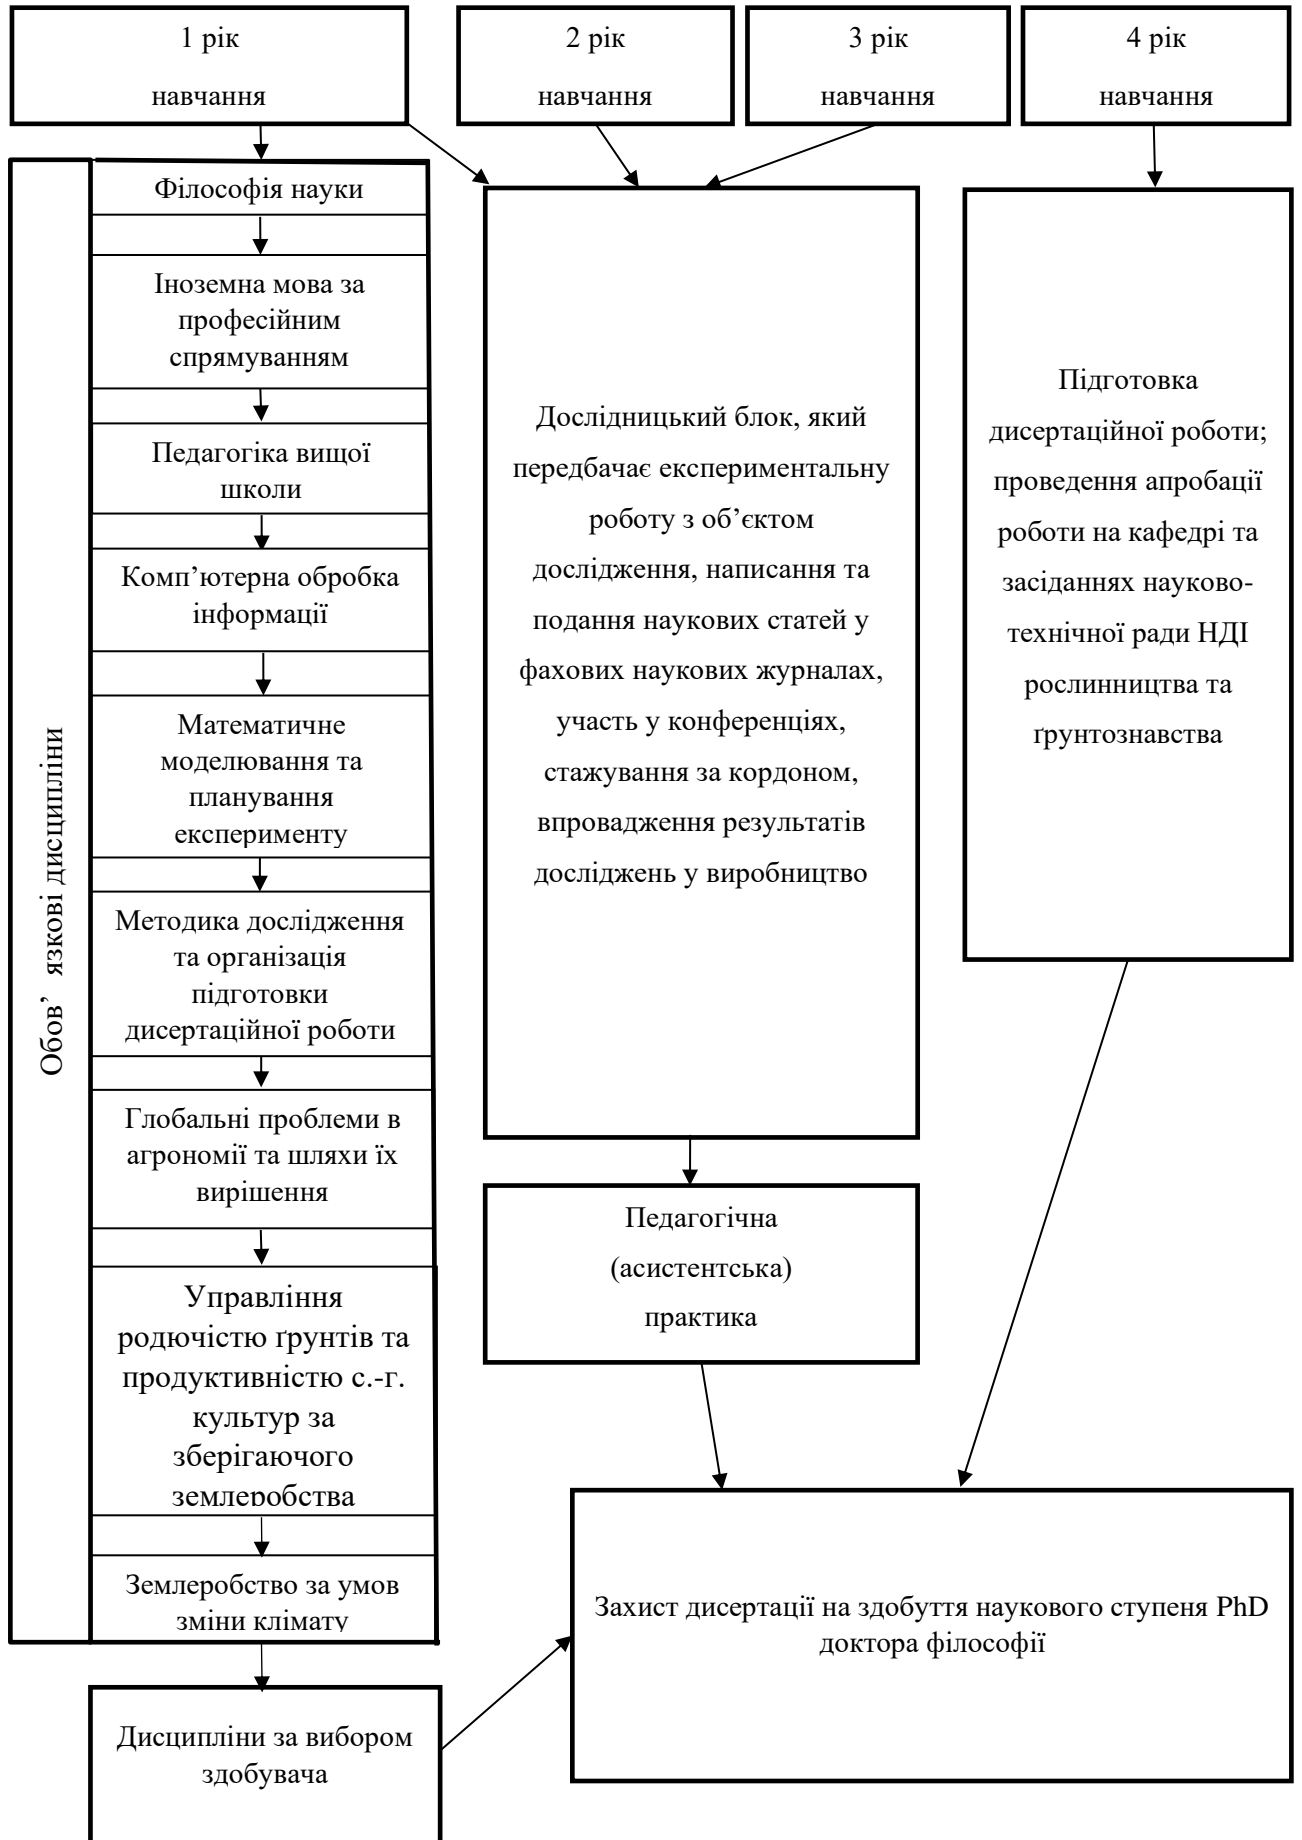 1 рік
навчання
2 рік
навчання
3 рік
навчання
4 рік
навчання
Обов’ язкові дисципліни
Філософія науки
Іноземна мова за
професійним
спрямуванням
Педагогіка вищої
школи
Комп’ютерна обробка
інформації
Математичне
моделювання та
планування
експерименту
Методика дослідження
та організація
підготовки
дисертаційної роботи
Глобальні проблеми в
агрономії та шляхи їх
вирішення
Управління
родючістю ґрунтів та
продуктивністю с.-г.
культур за
зберігаючого
землеробства
Землеробство за умов
зміни клімату
Дисципліни за вибором
здобувача
Дослідницький блок, який
передбачає експериментальну
роботу з об’єктом
дослідження, написання та
подання наукових статей у
фахових наукових журналах,
участь у конференціях,
стажування за кордоном,
впровадження результатів
досліджень у виробництво
Педагогічна
(асистентська)
практика
Підготовка
дисертаційної роботи;
проведення апробації
роботи на кафедрі та
засіданнях науково-
технічної ради НДІ
рослинництва та
ґрунтознавства
Захист дисертації на здобуття наукового ступеня PhD
доктора філософії